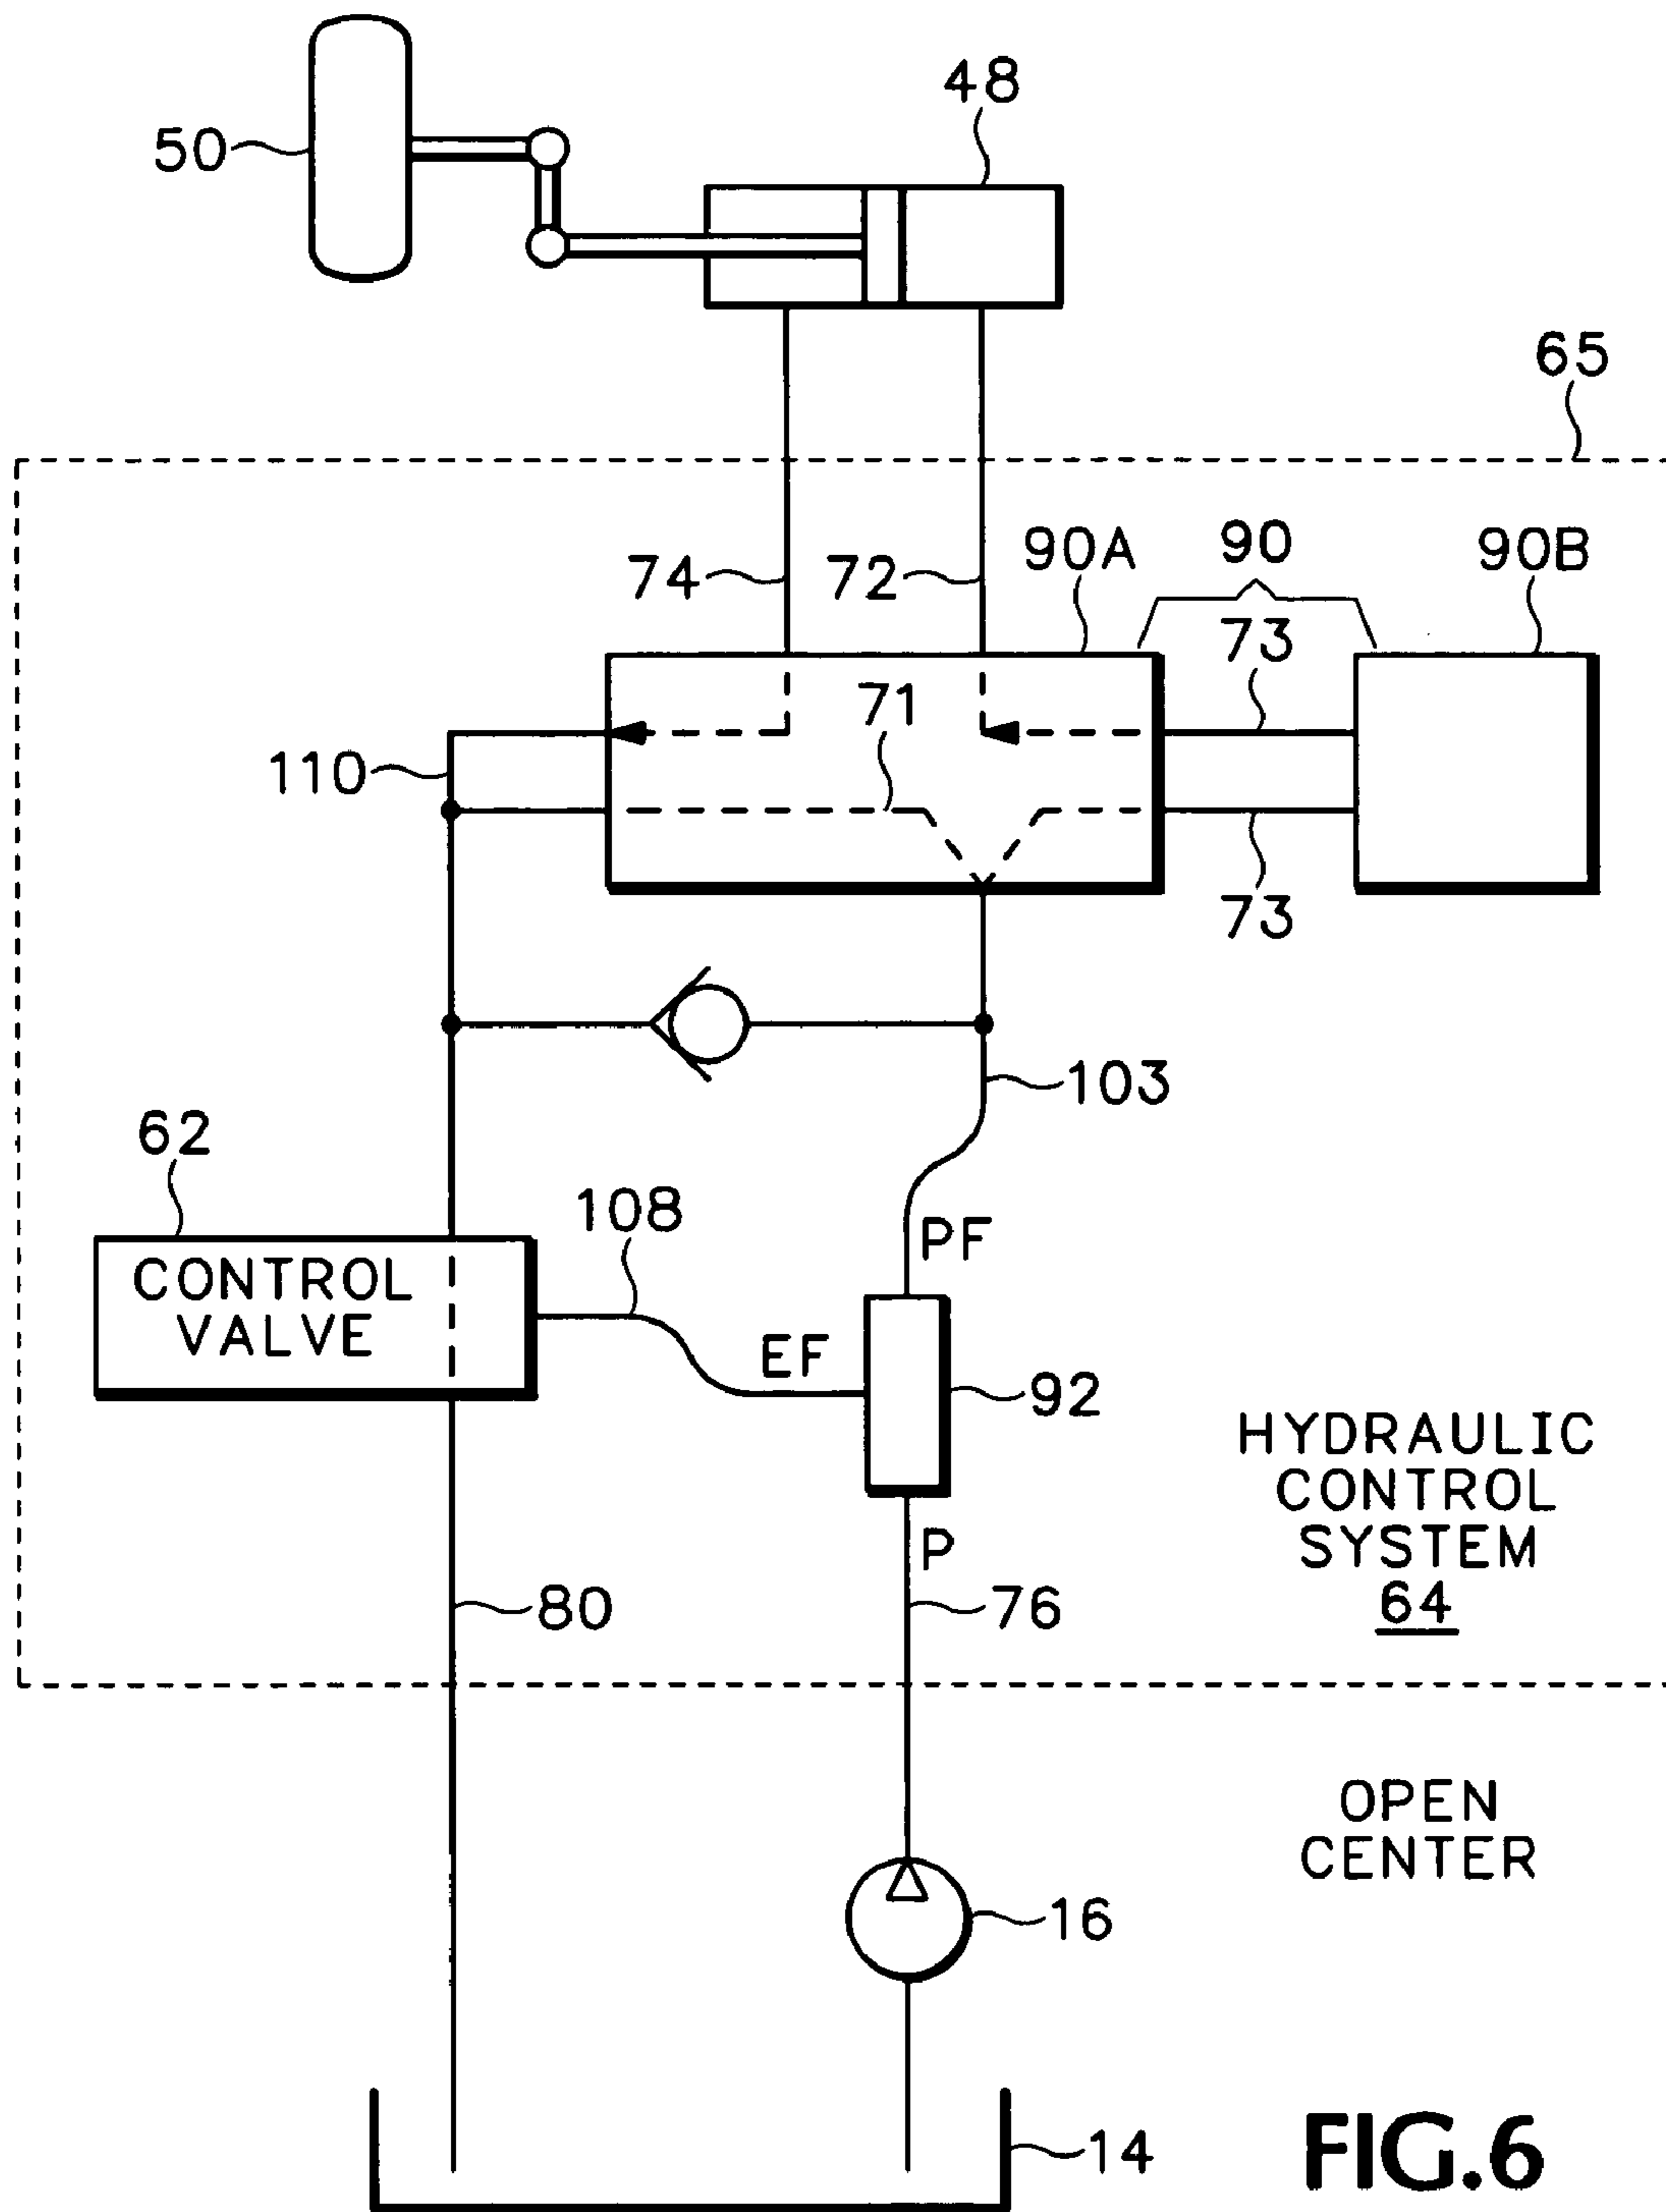 48
50
65
90A
90
90B
74
72
73
71
110
73
103
62
108
PF
CONTROL
VALVE
EF
92
HYDRAULIC
CONTROL
SYSTEM
64
P
80
76
OPEN
CENTER
16
14
FIG.6